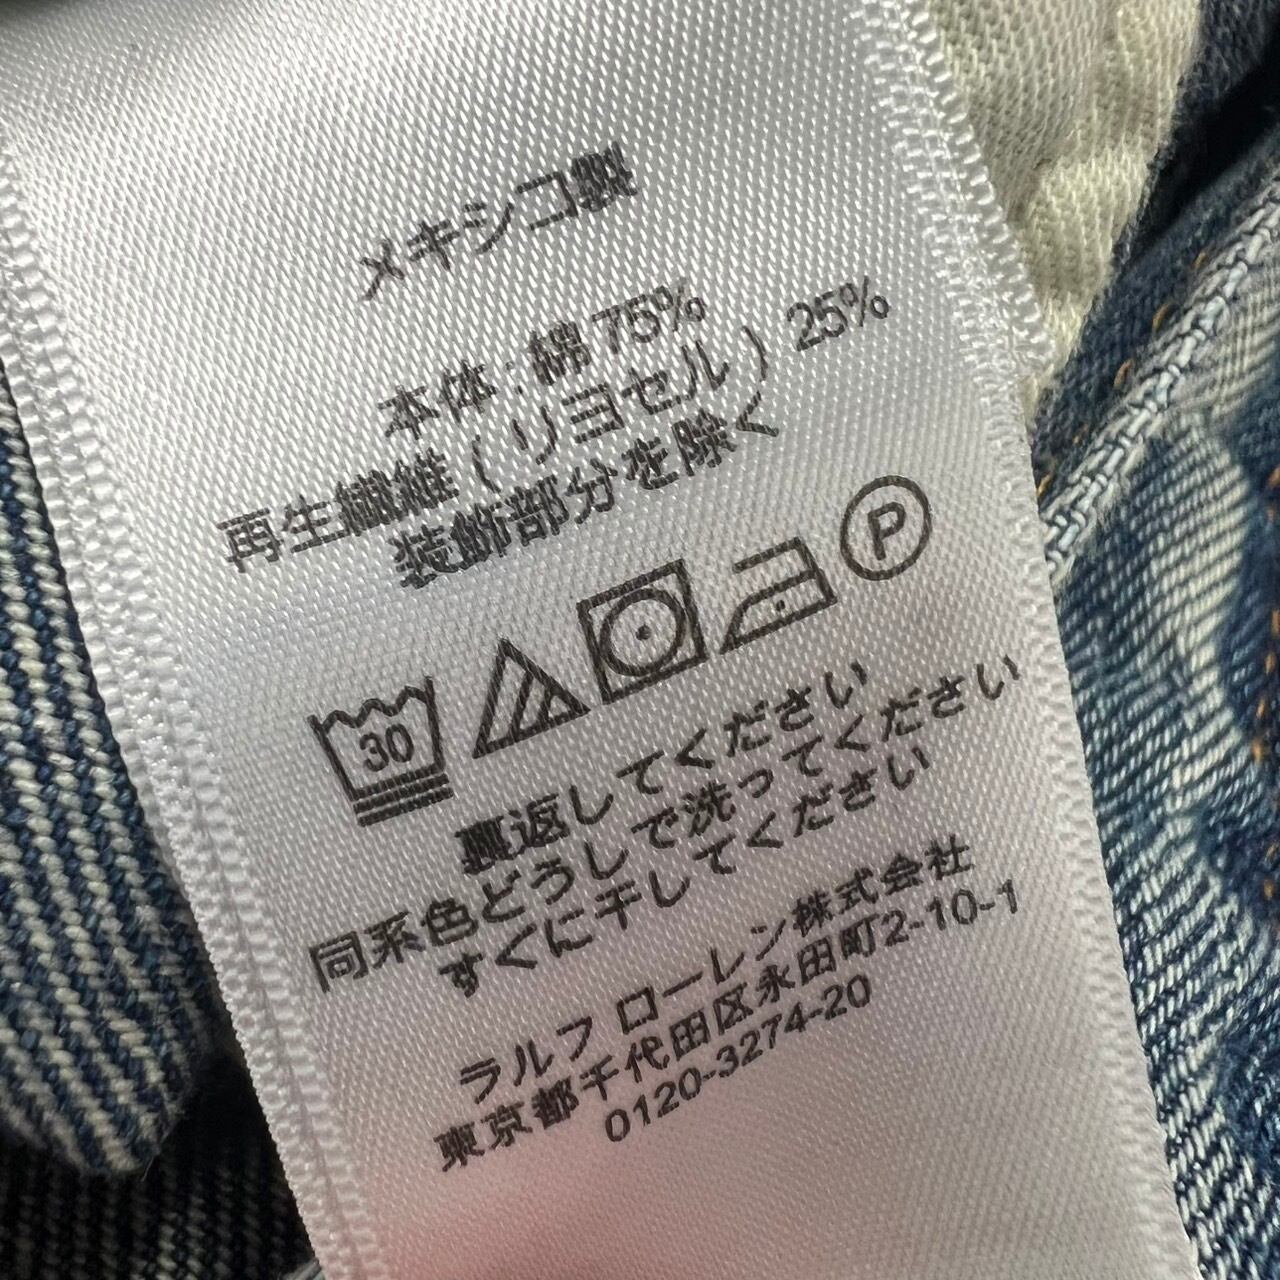 メキシコ製
本体:綿 75%
再生繊維(リヨセル) 25%
装飾部分を除く
30 P
裏返してください
同系色どうしで洗ってください
すぐに干してください
ラルフ ローレン株式会社
東京都千代田区永田町2-10-1
0120-3274-20